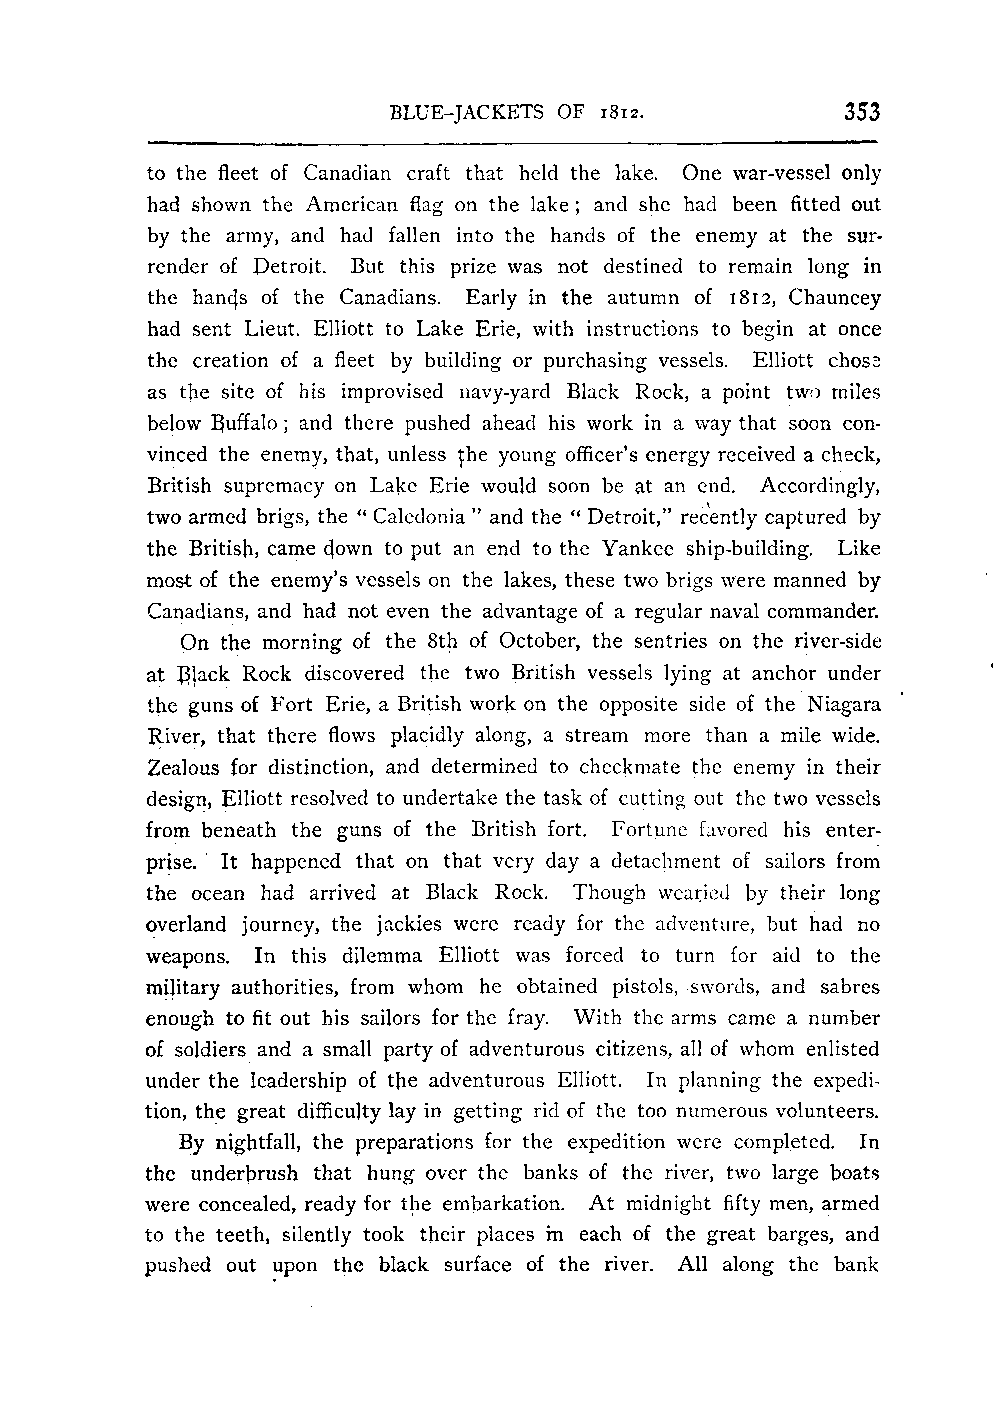 BLUE-JACKETS OF 1812. 353
to the fleet of Canadian craft that held the lake. One war-vessel only
had shown the American flag on the lake; and she had been fitted out
by the army, and had fallen into the hands of the enemy at the sur-
render of Detroit. But this prize was not destined to remain long in
the hands of the Canadians. Early in the autumn of 1812, Chauncey
had sent Lieut. Elliott to Lake Erie, with instructions to begin at once
the creation of a fleet by building or purchasing vessels. Elliott chose
as the site of his improvised navy-yard Black Rock, a point two miles
below Buffalo; and there pushed ahead his work in a way that soon con-
vinced the enemy, that, unless the young officer's energy received a check,
British supremacy on Lake Erie would soon be at an end. Accordingly,
two armed brigs, the "Caledonia" and the "Detroit," recently captured by
the British, came down to put an end to the Yankee ship-building. Like
most of the enemy's vessels on the lakes, these two brigs were manned by
Canadians, and had not even the advantage of a regular naval commander.
On the morning of the 8th of October, the sentries on the river-side
at Black Rock discovered the two British vessels lying at anchor under
the guns of Fort Erie, a British work on the opposite side of the Niagara
River, that there flows placidly along, a stream more than a mile wide.
Zealous for distinction, and determined to checkmate the enemy in their
design, Elliott resolved to undertake the task of cutting out the two vessels
from beneath the guns of the British fort. Fortune favored his enter-
prise. It happened that on that very day a detachment of sailors from
the ocean had arrived at Black Rock. Though wearied by their long
overland journey, the jackies were ready for the adventure, but had no
weapons. In this dilemma Elliott was forced to turn for aid to the
military authorities, from whom he obtained pistols, swords, and sabres
enough to fit out his sailors for the fray. With the arms came a number
of soldiers and a small party of adventurous citizens, all of whom enlisted
under the leadership of the adventurous Elliott. In planning the expedi-
tion, the great difficulty lay in getting rid of the too numerous volunteers.
By nightfall, the preparations for the expedition were completed. In
the underbrush that hung over the banks of the river, two large boats
were concealed, ready for the embarkation. At midnight fifty men, armed
to the teeth, silently took their places in each of the great barges, and
pushed out upon the black surface of the river. All along the bank